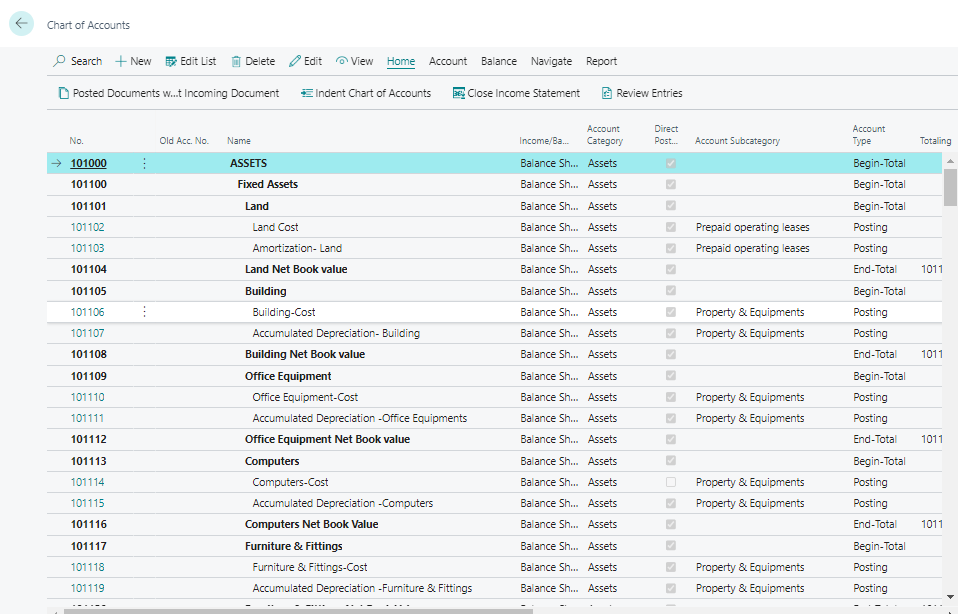 Chart of Accounts
Search New Edit List Delete Edit View Home Account Balance Navigate Report
Posted Documents w...t Incoming Document Indent Chart of Accounts Close Income Statement Review Entries
No. Old Acc. No. Name Income/Ba... Account Category Direct Post... Account Subcategory Account Type Totaling
101000 ASSETS Balance Sh... Assets Begin-Total
101100 Fixed Assets Balance Sh... Assets Begin-Total
101101 Land Balance Sh... Assets Begin-Total
101102 Land Cost Balance Sh... Assets Prepaid operating leases Posting
101103 Amortization- Land Balance Sh... Assets Prepaid operating leases Posting
101104 Land Net Book value Balance Sh... Assets End-Total 1011
101105 Building Balance Sh... Assets Begin-Total
101106 Building-Cost Balance Sh... Assets Property & Equipments Posting
101107 Accumulated Depreciation- Building Balance Sh... Assets Property & Equipments Posting
101108 Building Net Book value Balance Sh... Assets End-Total 1011
101109 Office Equipment Balance Sh... Assets Begin-Total
101110 Office Equipment-Cost Balance Sh... Assets Property & Equipments Posting
101111 Accumulated Depreciation -Office Equipments Balance Sh... Assets Property & Equipments Posting
101112 Office Equipment Net Book value Balance Sh... Assets End-Total 1011
101113 Computers Balance Sh... Assets Begin-Total
101114 Computers-Cost Balance Sh... Assets Property & Equipments Posting
101115 Accumulated Depreciation -Computers Balance Sh... Assets Property & Equipments Posting
101116 Computers Net Book Value Balance Sh... Assets End-Total 1011
101117 Furniture & Fittings Balance Sh... Assets Begin-Total
101118 Furniture & Fittings-Cost Balance Sh... Assets Property & Equipments Posting
101119 Accumulated Depreciation -Furniture & Fittings Balance Sh... Assets Property & Equipments Posting